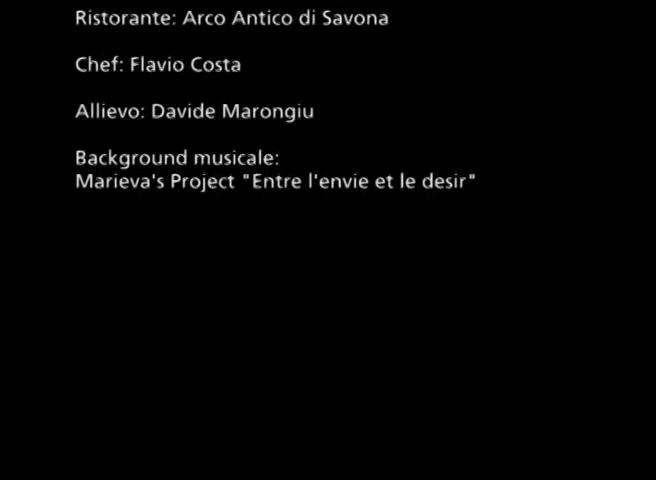 Ristorante: Arco Antico di Savona
Chef: Flavio Costa
Allievo: Davide Marongiu
Background musicale:
Marieva's Project "Entre l'envie et le desir"